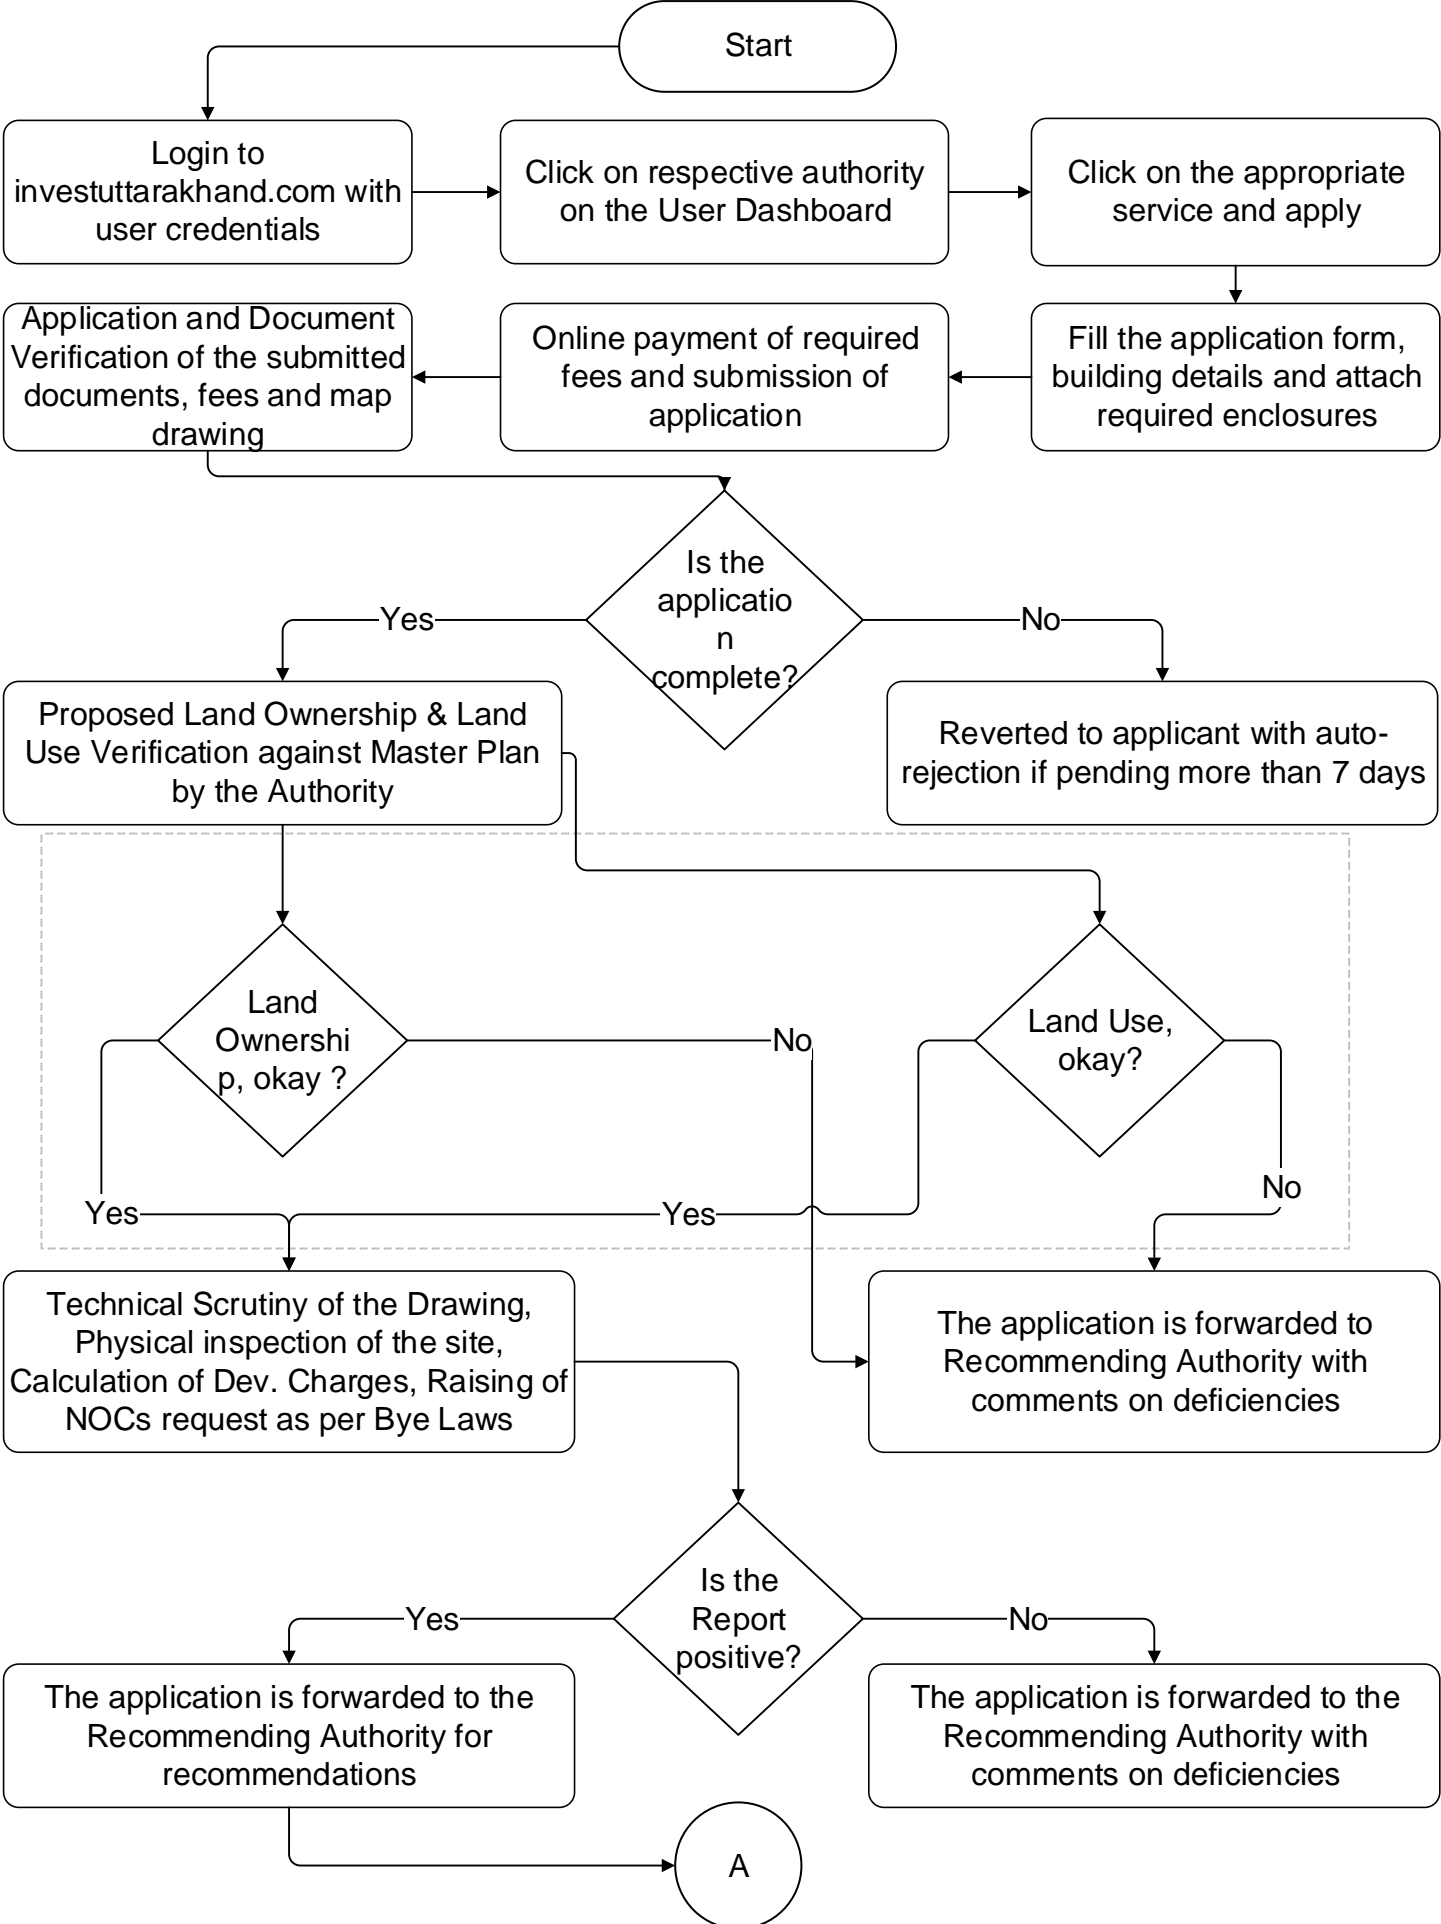 Start
Login to
investuttarakhand.com with
user credentials
Click on respective authority
on the User Dashboard
Click on the appropriate
service and apply
Application and Document
Verification of the submitted
documents, fees and map
drawing
Online payment of required
fees and submission of
application
Fill the application form,
building details and attach
required enclosures
Is the
applicatio
n
complete?
Yes
No
Proposed Land Ownership & Land
Use Verification against Master Plan
by the Authority
Reverted to applicant with auto-
rejection if pending more than 7 days
Land
Ownershi
p, okay ?
No
Land Use,
okay?
Yes
Yes
No
Technical Scrutiny of the Drawing,
Physical inspection of the site,
Calculation of Dev. Charges, Raising of
NOCs request as per Bye Laws
The application is forwarded to
Recommending Authority with
comments on deficiencies
Is the
Report
positive?
Yes
No
The application is forwarded to the
Recommending Authority for
recommendations
The application is forwarded to the
Recommending Authority with
comments on deficiencies
A